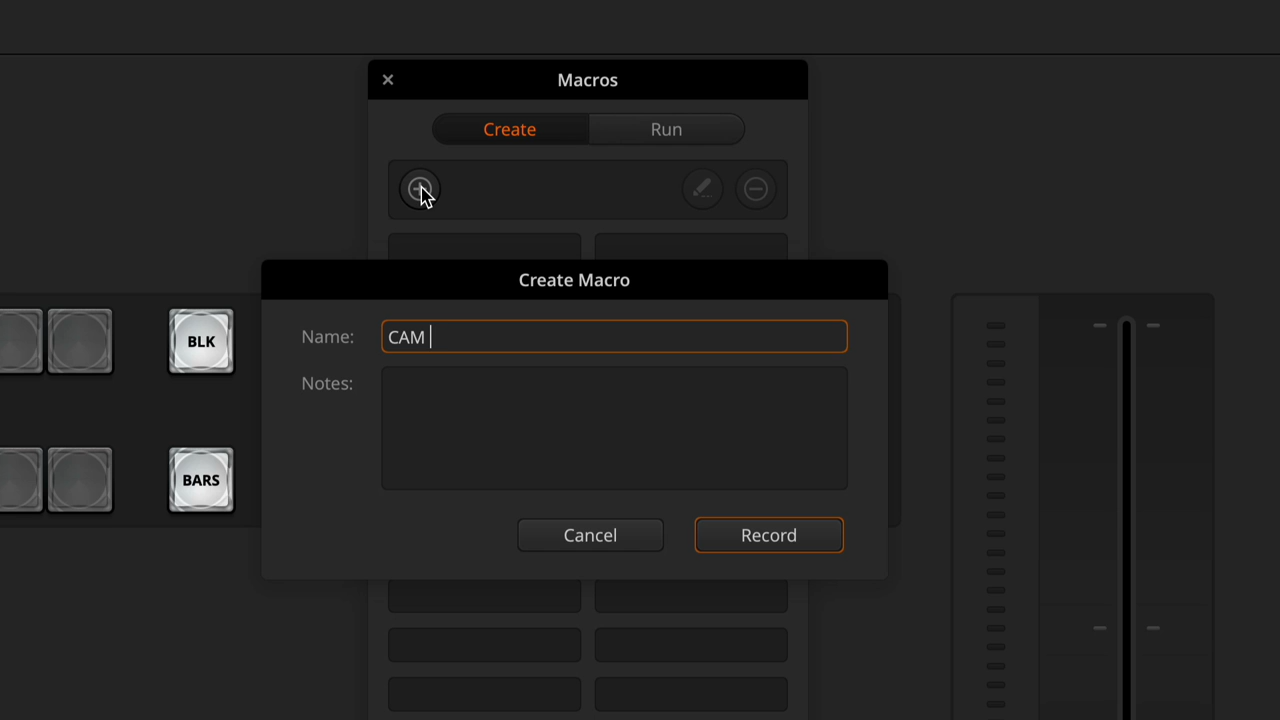 Macros
Create
Run
Create Macro
Name:
CAM
Notes:
BLK
BARS
Cancel
Record